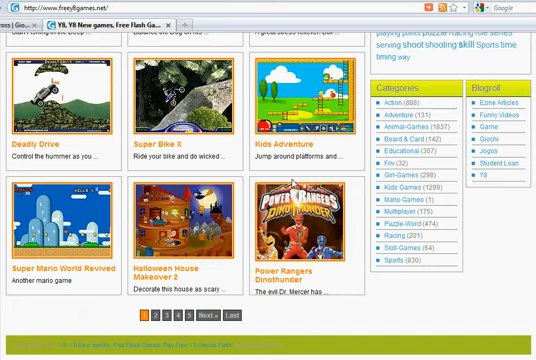 http://www.freey8games.net/
Google
Y8, Y8 New games, Free Flash Ga...
playing points puzzle Racing role series
serving shoot shooting skill Sports time
timing way
Deadly Drive
Control the hummer as you ...
Super Bike X
Ride your bike and do wicked ...
Kids Adventure
Jump around platforms and ...
Super Mario World Revived
Another mario game
Halloween House
Makeover 2
Decorate this house as scary ...
POWER RANGERS
DINOTHUNDER
Power Rangers
Dinothunder
The evil Dr. Mercer has ...
Categories
Action (888)
Adventure (131)
Animal-Games (1837)
Board & Card (142)
Educational (307)
Friv (32)
Girl-Games (298)
Kids Games (1299)
Mario Games (1)
Multiplayer (175)
Puzzle-Word (474)
Racing (201)
Skill-Games (64)
Sports (830)
Blogroll
Ezine Articles
Funny Videos
Game
Giochi
Jogos
Student Loan
Y8
1 2 3 4 5 Next » Last